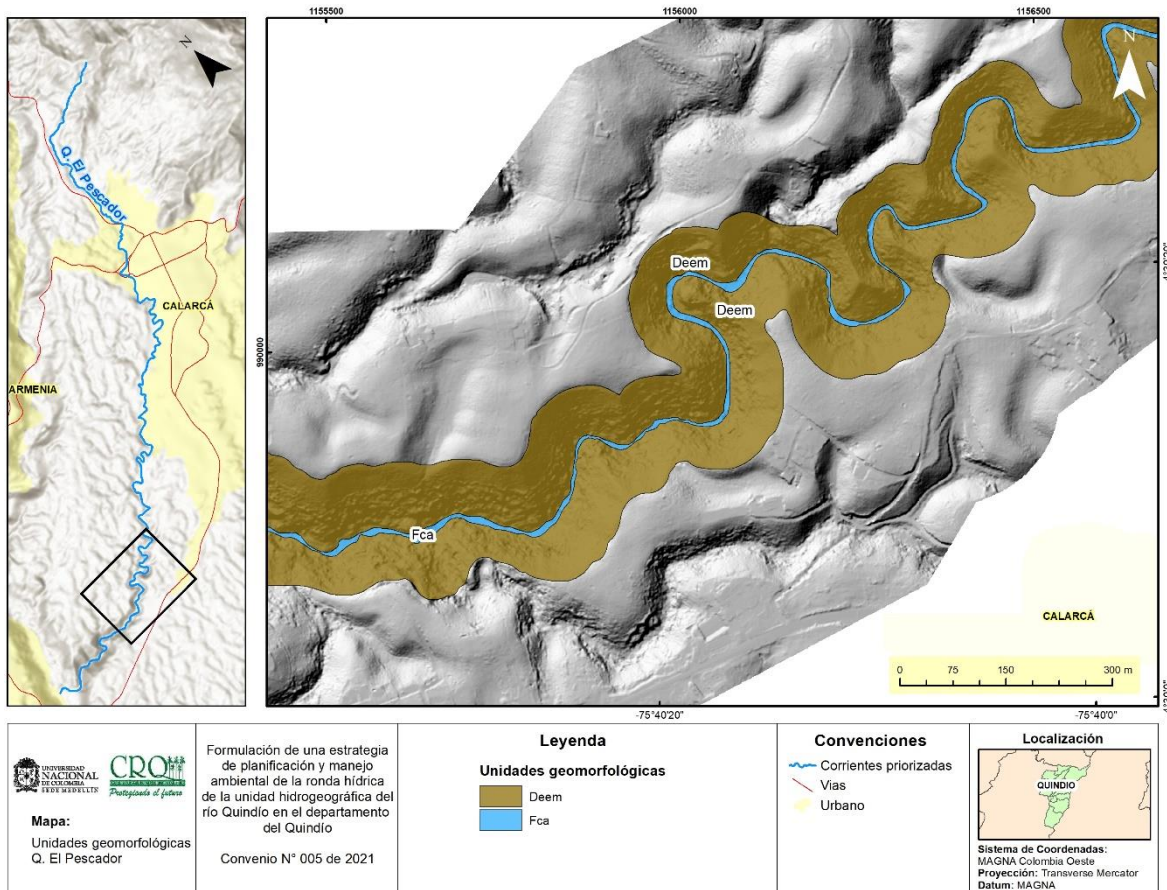 N
Q. El Pescador
CALARCÁ
ARMENIA
1155500
1156000
1156500
N
990000
Deem
Deem
Fca
CALARCÁ
0 75 150 300 m
-75°40'20"
-75°40'0"
UNIVERSIDAD
NACIONAL
DE COLOMBIA
SEDE MEDELLÍN
CRQ
Protegiendo el futuro
Mapa:
Unidades geomorfológicas
Q. El Pescador
Formulación de una estrategia
de planificación y manejo
ambiental de la ronda hídrica
de la unidad hidrogeográfica del
río Quindío en el departamento
del Quindío
Convenio N° 005 de 2021
Leyenda
Unidades geomorfológicas
Deem
Fca
Convenciones
Corrientes priorizadas
Vias
Urbano
Localización
QUINDIO
Sistema de Coordenadas:
MAGNA Colombia Oeste
Proyección: Transverse Mercator
Datum: MAGNA